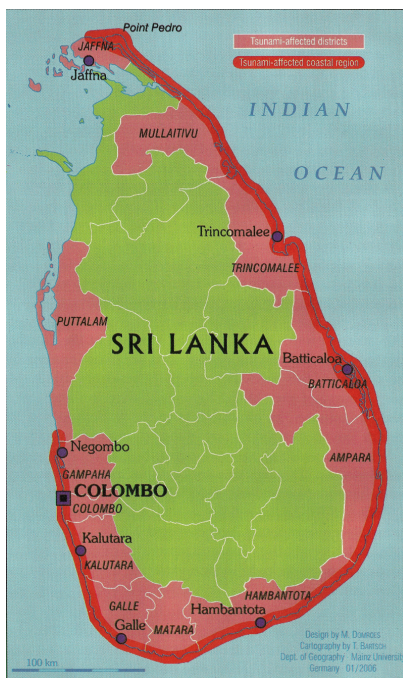 Point Pedro
JAFFNA
Jaffna
Tsunami-affected districts
Tsunami-affected coastal region
INDIAN
OCEAN
MULLAITIVU
Trincomalee
TRINCOMALEE
PUTTALAM
SRI LANKA
Batticaloa
BATTICALOA
Negombo
GAMPAHA
COLOMBO
COLOMBO
AMPARA
Kalutara
KALUTARA
HAMBANTOTA
GALLE
Hambantota
Galle
MATARA
Design by M. DOMRÖES
Cartography by T. BARTSCH
Dept. of Geography Mainz University
Germany 01/2006
100 km